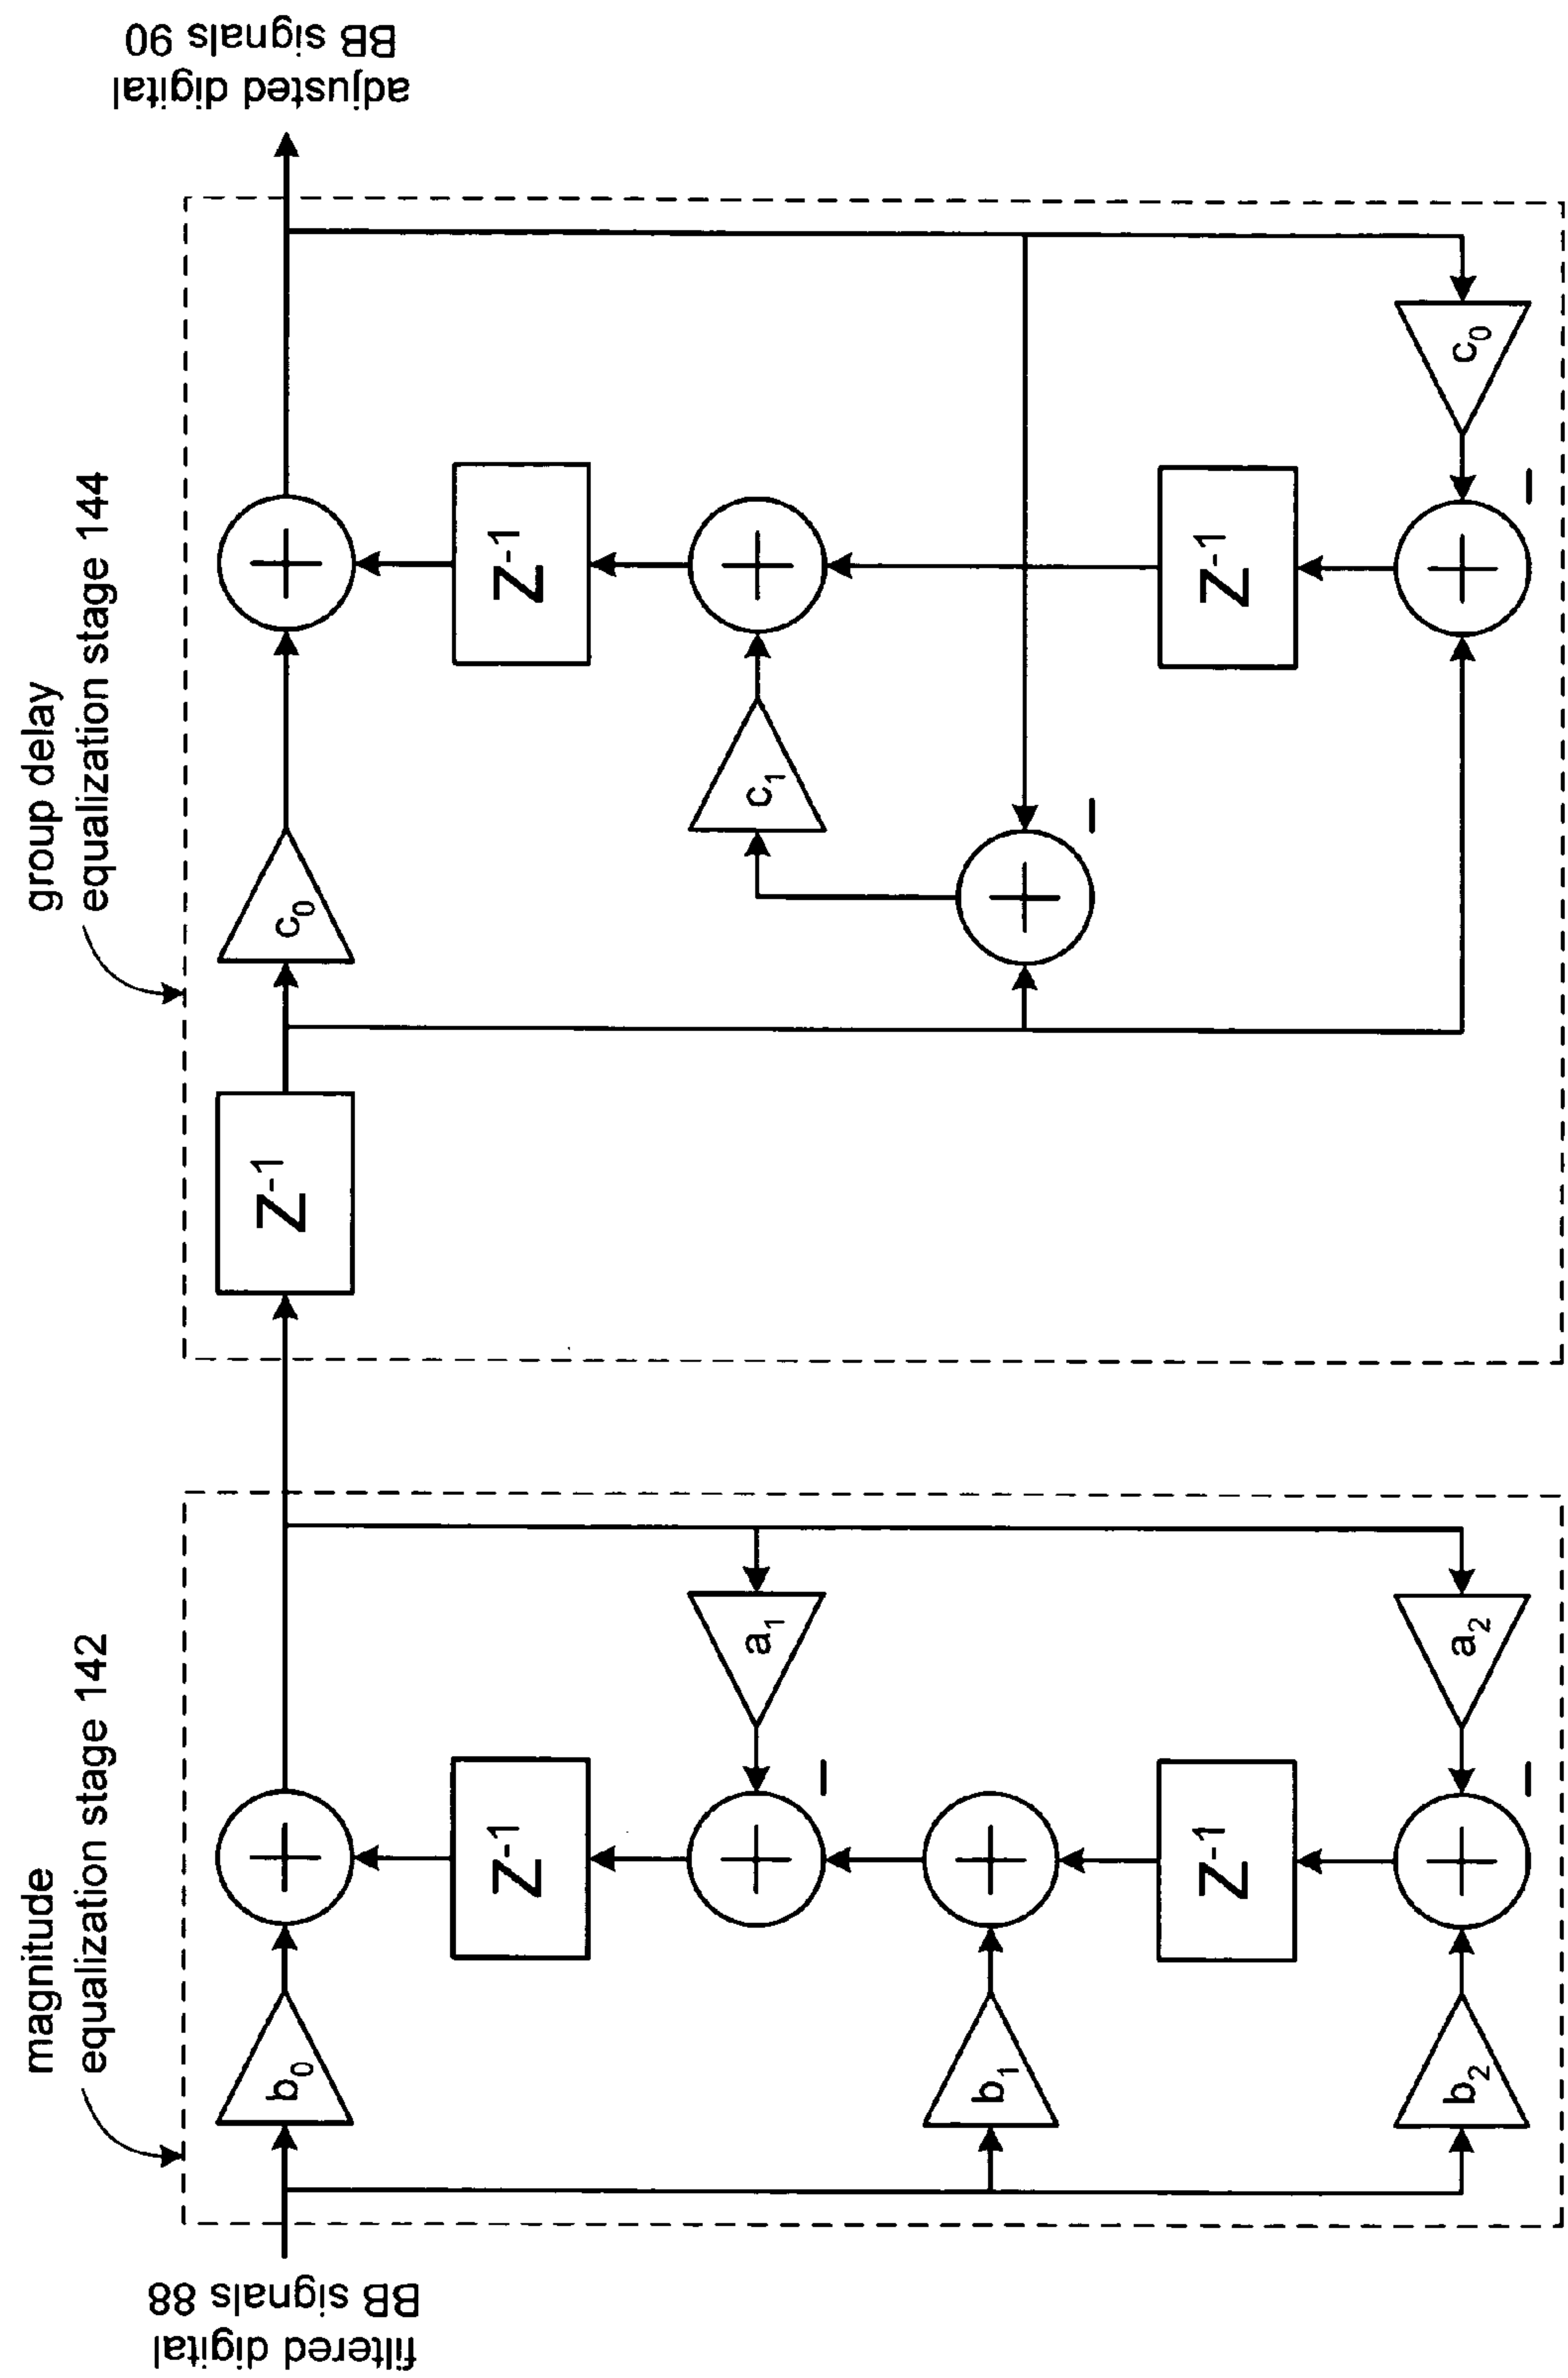 filtered digital
BB signals 88
magnitude
equalization stage 142
b0
b1
b2
Z-1
Z-1
a1
a2
group delay
equalization stage 144
Z-1
c0
c1
Z-1
Z-1
c0
adjusted digital
BB signals 90